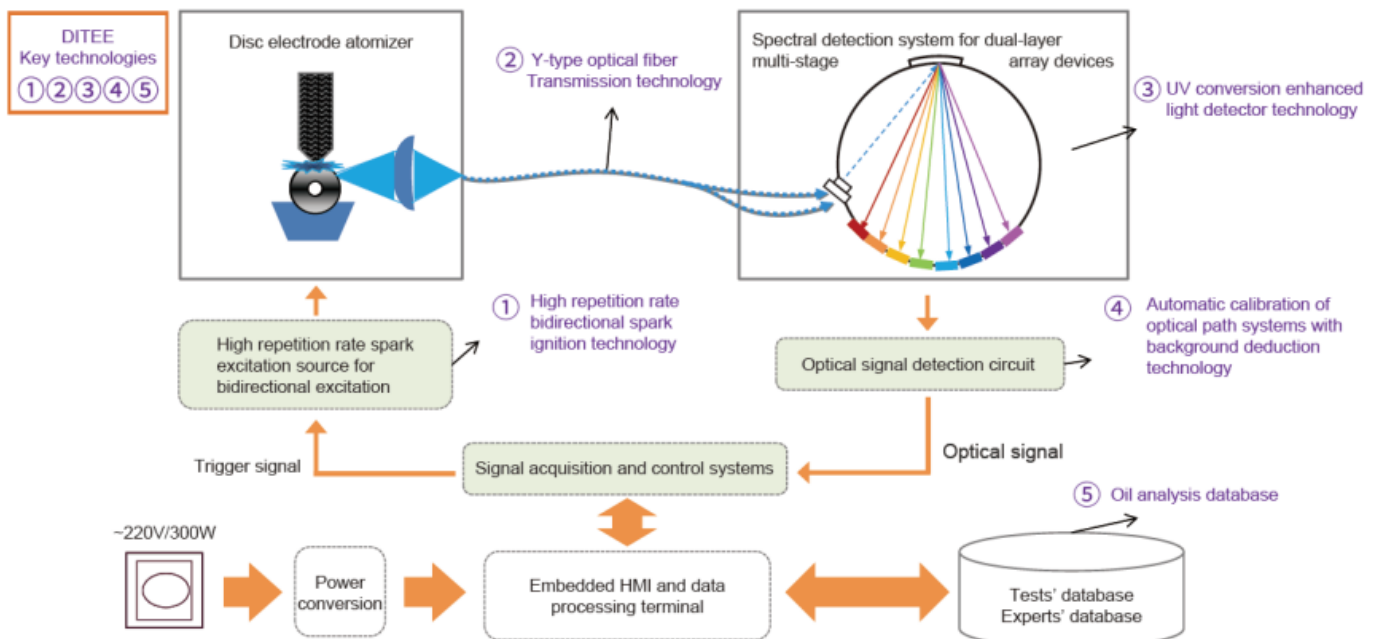 DITEE
Key technologies
①②③④⑤
Disc electrode atomizer
② Y-type optical fiber
Transmission technology
Spectral detection system for dual-layer
multi-stage array devices
③ UV conversion enhanced
light detector technology
① High repetition rate
bidirectional spark
ignition technology
High repetition rate spark
excitation source for
bidirectional excitation
④ Automatic calibration of
optical path systems with
background deduction
technology
Optical signal detection circuit
Trigger signal
Signal acquisition and control systems
Optical signal
⑤ Oil analysis database
~220V/300W
Power
conversion
Embedded HMI and data
processing terminal
Tests' database
Experts' database